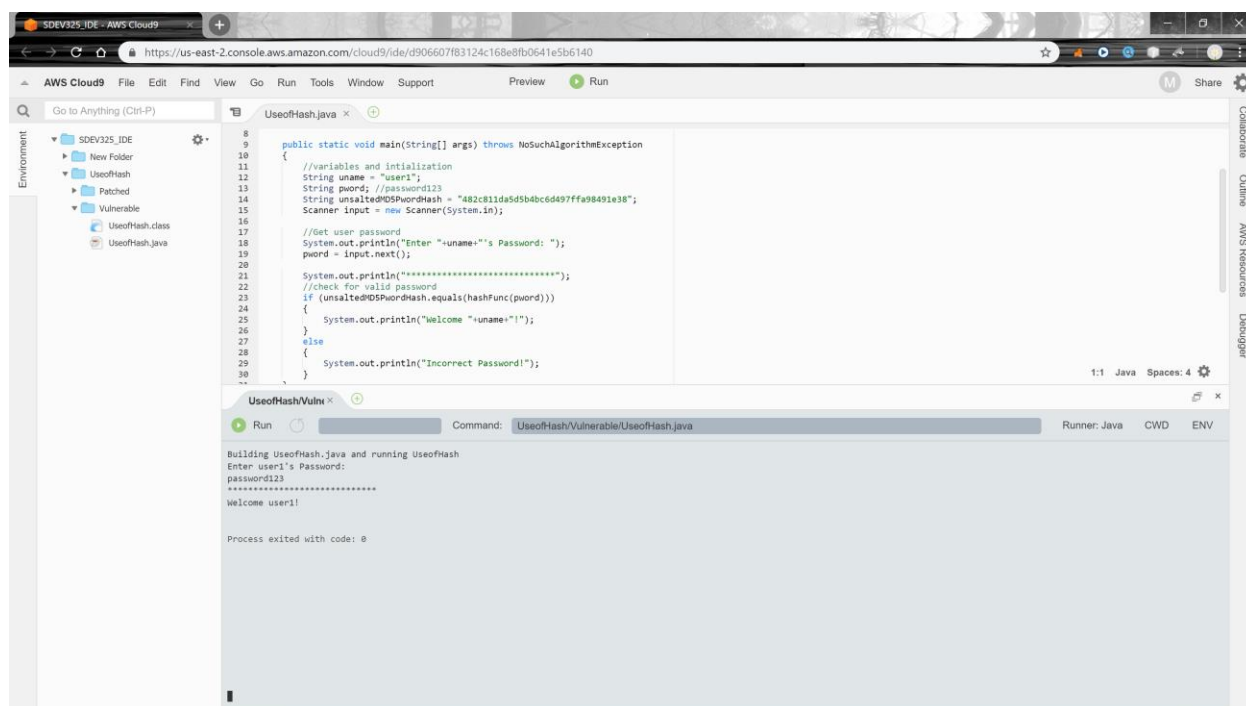 SDEV325_IDE - AWS Cloud9
https://us-east-2.console.aws.amazon.com/cloud9/ide/d906607f83124c168e8fb0641e5b6140
AWS Cloud9 File Edit Find View Go Run Tools Window Support Preview Run M Share
Go to Anything (Ctrl-P)
UseofHash.java
Environment
SDEV325_IDE
New Folder
UseofHash
Patched
Vulnerable
UseofHash.class
UseofHash.java
8
9 public static void main(String[] args) throws NoSuchAlgorithmException
10 {
11 //variables and intialization
12 String uname = "user1";
13 String pword; //password123
14 String unsaltedMD5PwordHash = "482c811da5d5b4bc6d497ffa98491e38";
15 Scanner input = new Scanner(System.in);
16
17 //Get user password
18 System.out.println("Enter "+uname+"'s Password: ");
19 pword = input.next();
20
21 System.out.println("*****************************");
22 //check for valid password
23 if (unsaltedMD5PwordHash.equals(hashFunc(pword)))
24 {
25 System.out.println("Welcome "+uname+"!");
26 }
27 else
28 {
29 System.out.println("Incorrect Password!");
30 }
1:1 Java Spaces: 4
Collaborate
Outline
AWS Resources
Debugger
UseofHash/Vulne
Run Command: UseofHash/Vulnerable/UseofHash.java Runner: Java CWD ENV
Building UseofHash.java and running UseofHash
Enter user1's Password:
password123
*****************************
Welcome user1!
Process exited with code: 0